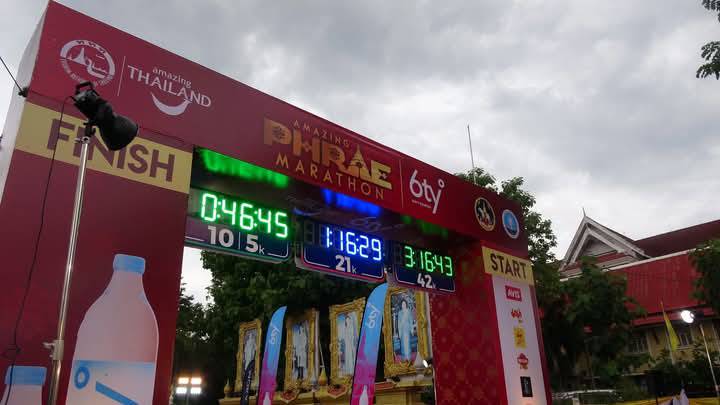 amazing
THAILAND
AMAZING
PHRAE
MARATHON
6ty°
FINISH
START
0:46:45
10 5k
1:16:29
21k
3:16:43
42k
AVIS
6ty°
6ty°